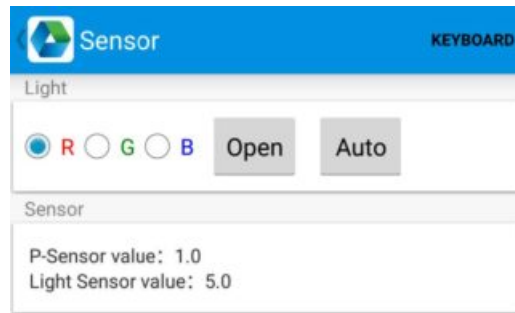 Sensor KEYBOARD
Light
R G B Open Auto
Sensor
P-Sensor value：1.0
Light Sensor value：5.0